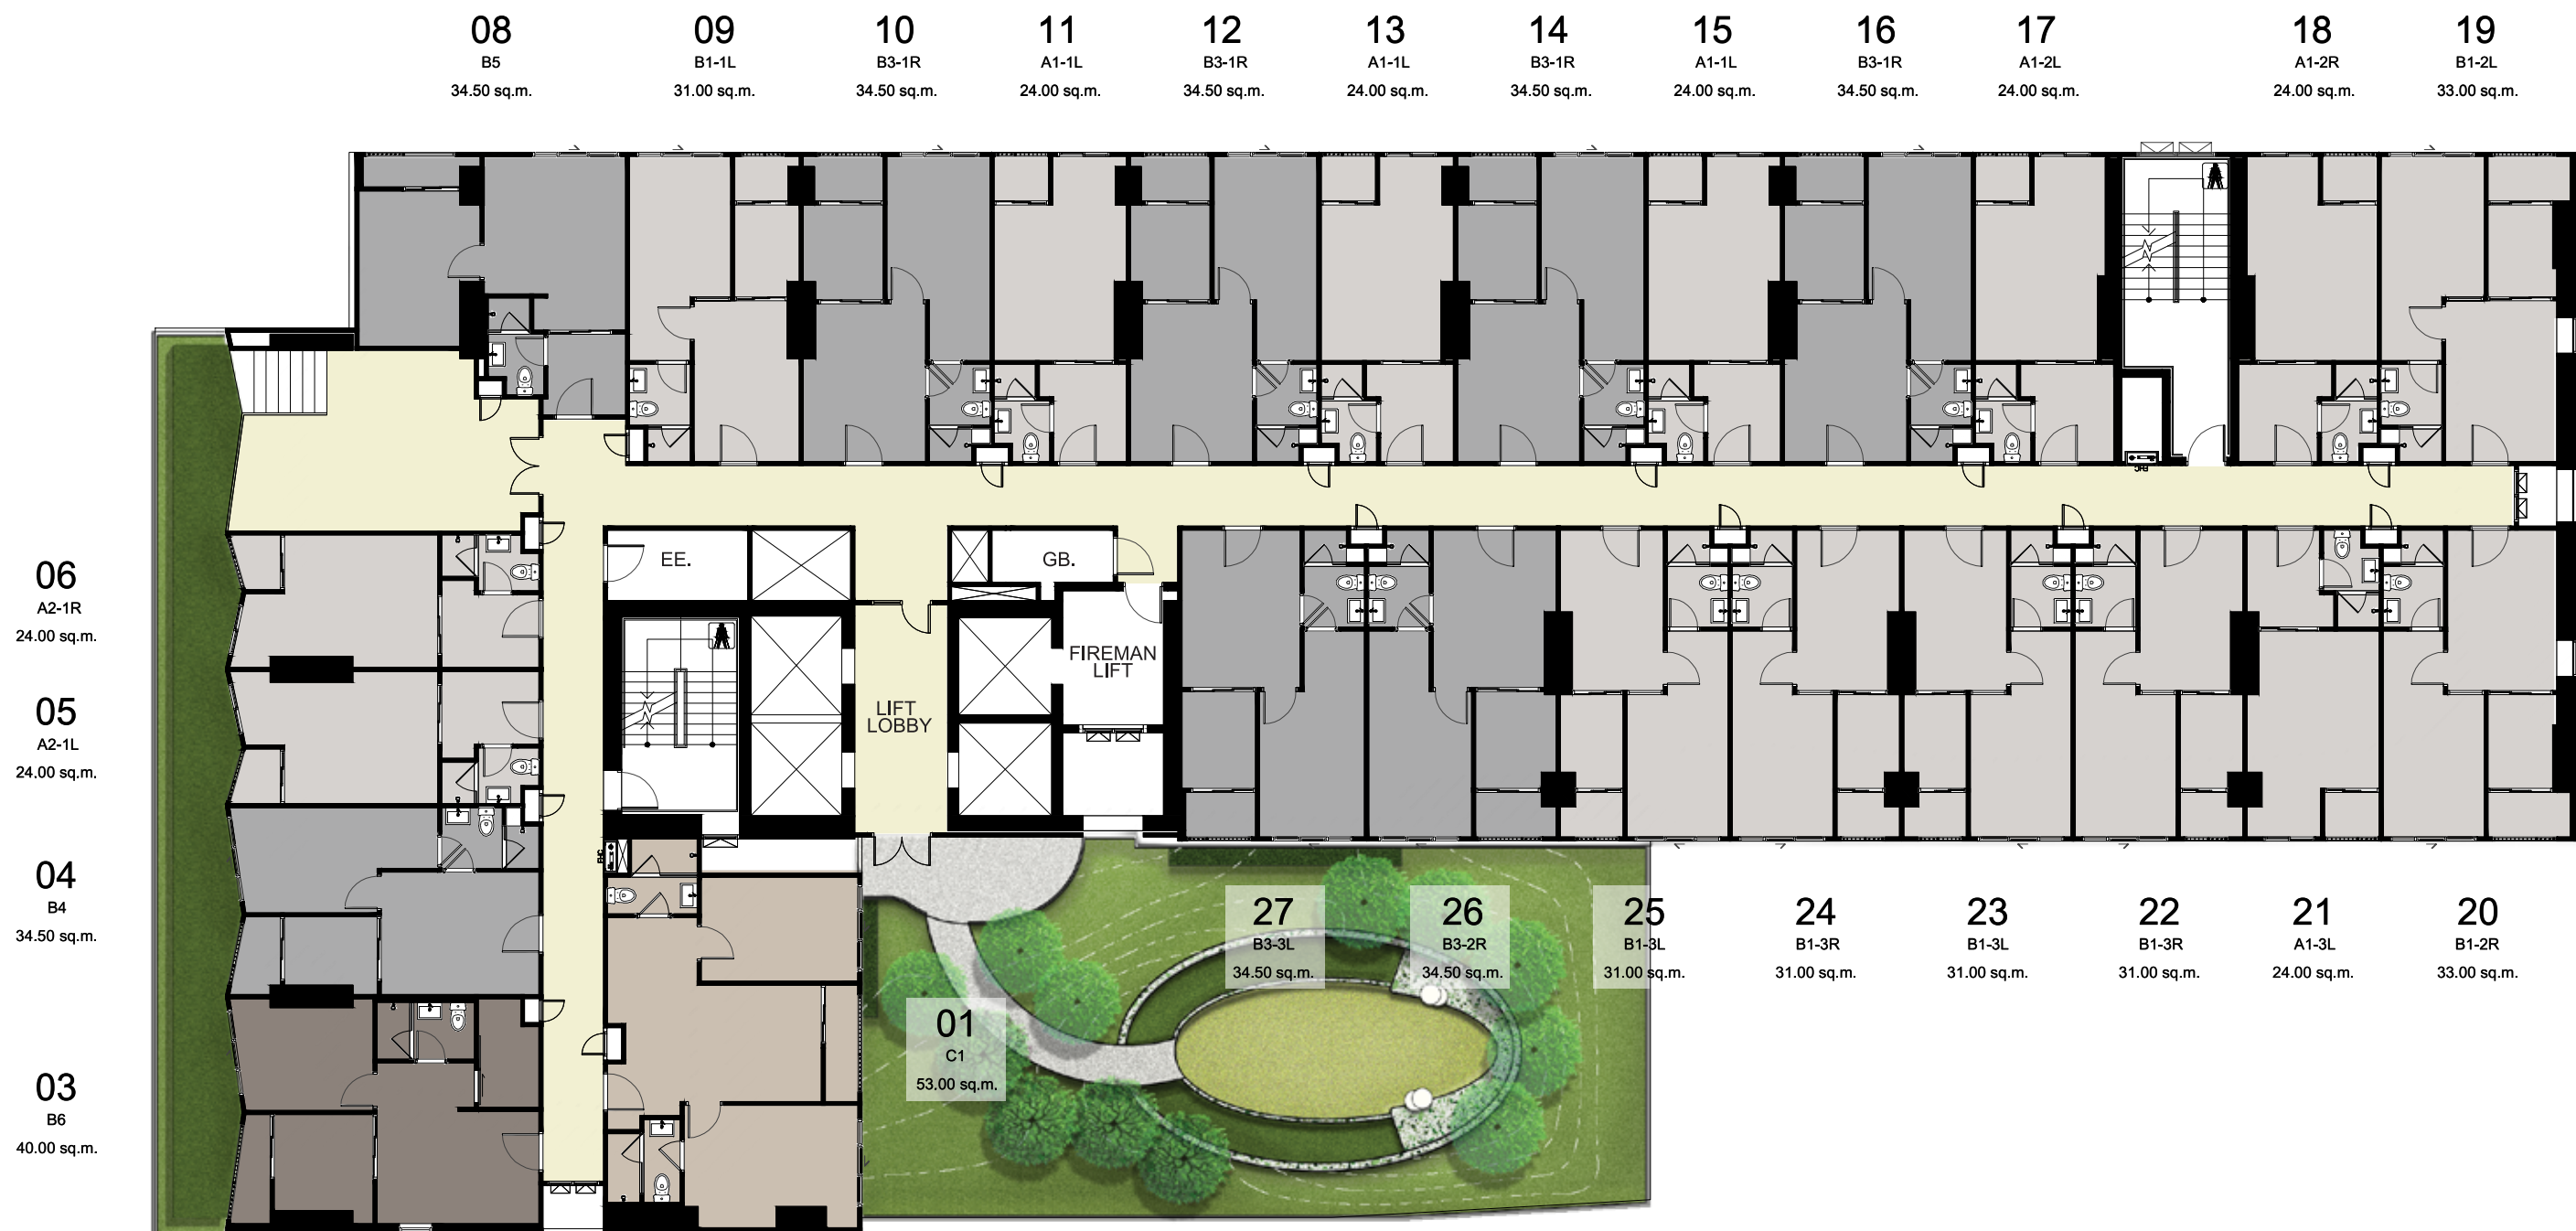 08
B5
34.50 sq.m.
09
B1-1L
31.00 sq.m.
10
B3-1R
34.50 sq.m.
11
A1-1L
24.00 sq.m.
12
B3-1R
34.50 sq.m.
13
A1-1L
24.00 sq.m.
14
B3-1R
34.50 sq.m.
15
A1-1L
24.00 sq.m.
16
B3-1R
34.50 sq.m.
17
A1-2L
24.00 sq.m.
18
A1-2R
24.00 sq.m.
19
B1-2L
33.00 sq.m.
06
A2-1R
24.00 sq.m.
05
A2-1L
24.00 sq.m.
04
B4
34.50 sq.m.
03
B6
40.00 sq.m.
EE.
GB.
FIREMAN
LIFT
LIFT
LOBBY
FHC
FHC
01
C1
53.00 sq.m.
27
B3-3L
34.50 sq.m.
26
B3-2R
34.50 sq.m.
25
B1-3L
31.00 sq.m.
24
B1-3R
31.00 sq.m.
23
B1-3L
31.00 sq.m.
22
B1-3R
31.00 sq.m.
21
A1-3L
24.00 sq.m.
20
B1-2R
33.00 sq.m.